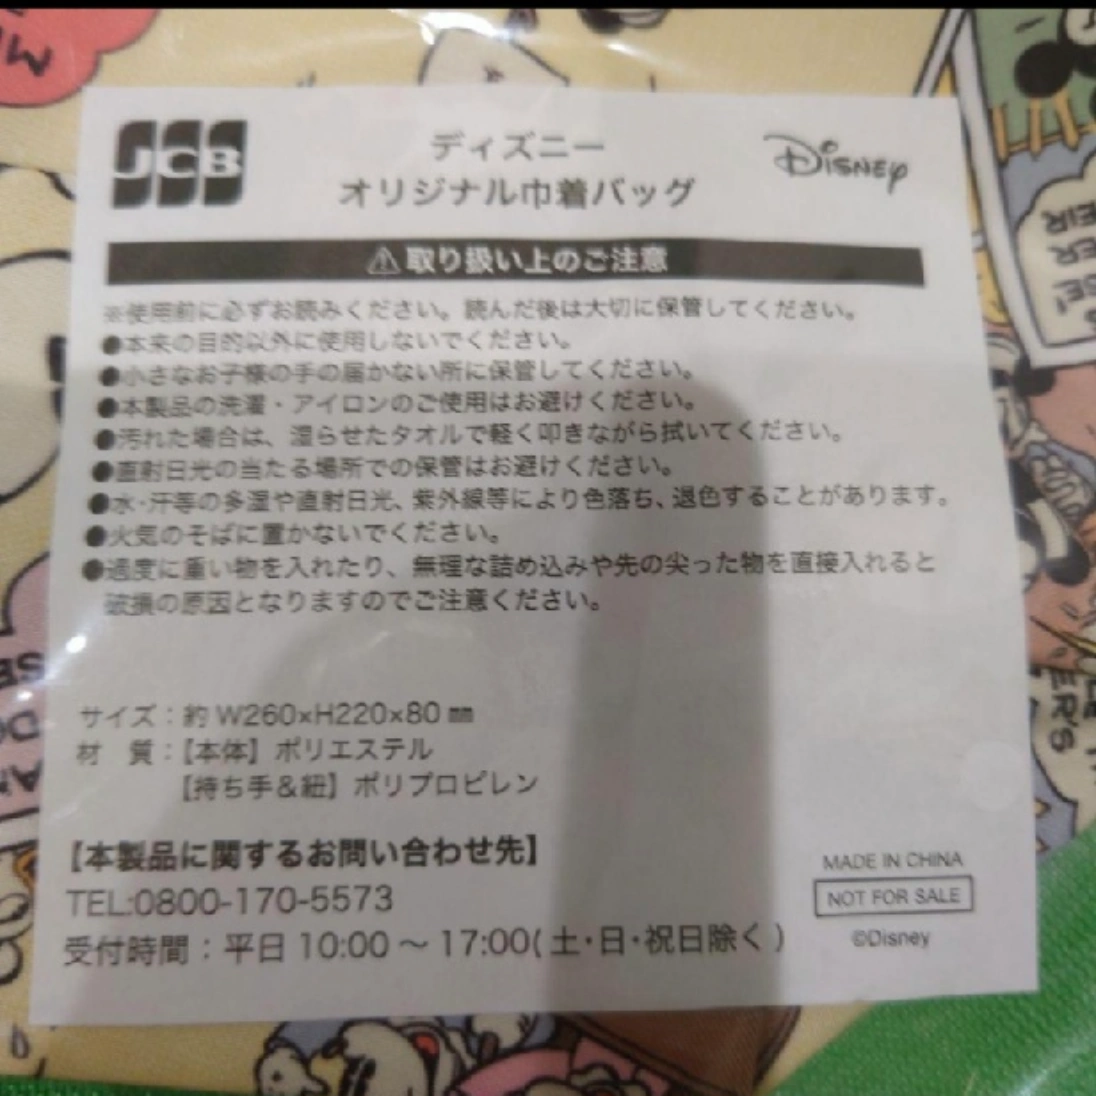 JCB
ディズニー
オリジナル巾着バッグ
Disney
⚠取り扱い上のご注意
※使用前に必ずお読みください。読んだ後は大切に保管してください。
●本来の目的以外に使用しないでください。
●小さなお子様の手の届かない所に保管してください。
●本製品の洗濯・アイロンのご使用はお避けください。
●汚れた場合は、湿らせたタオルで軽く叩きながら拭いてください。
●直射日光の当たる場所での保管はお避けください。
●水・汗等の多湿や直射日光、紫外線等により色落ち、退色することがあります。
●火気のそばに置かないでください。
●過度に重い物を入れたり、無理な詰め込みや先の尖った物を直接入れると
破損の原因となりますのでご注意ください。
サイズ：約 W260×H220×80㎜
材　質：【本体】ポリエステル
【持ち手＆紐】ポリプロピレン
【本製品に関するお問い合わせ先】
TEL:0800-170-5573
受付時間：平日 10:00～17:00(土・日・祝日除く)
MADE IN CHINA
NOT FOR SALE
©Disney